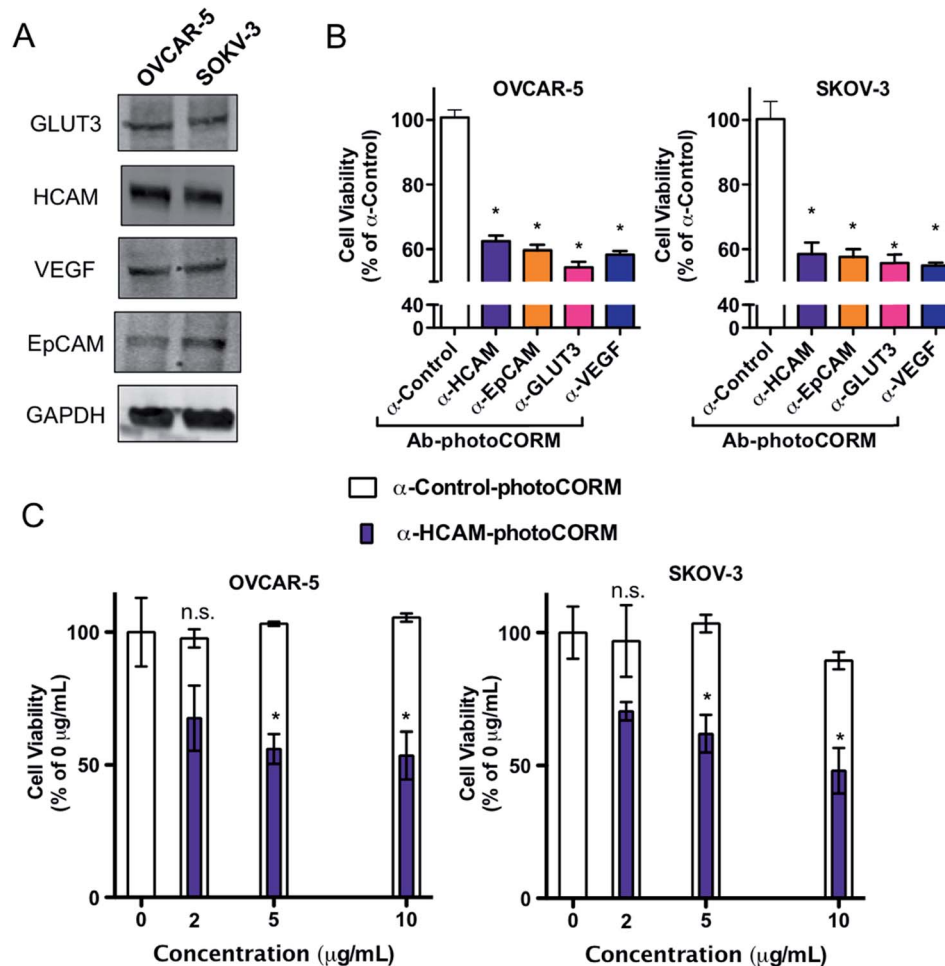 A
OVCAR-5
SOKV-3
GLUT3
HCAM
VEGF
EpCAM
GAPDH
B
OVCAR-5
Cell Viability
(% of α-Control)
100
80
60
40
0
* * * *
α-Control
α-HCAM
α-EpCAM
α-GLUT3
α-VEGF
Ab-photoCORM
SKOV-3
Cell Viability
(% of α-Control)
100
80
60
40
0
* * * *
α-Control
α-HCAM
α-EpCAM
α-GLUT3
α-VEGF
Ab-photoCORM
α-Control-photoCORM
α-HCAM-photoCORM
C
OVCAR-5
Cell Viability
(% of 0 μg/mL)
100
50
0
n.s.
* *
0 2 5 10
Concentration (μg/mL)
SKOV-3
Cell Viability
(% of 0 μg/mL)
100
50
0
n.s.
* *
0 2 5 10
Concentration (μg/mL)